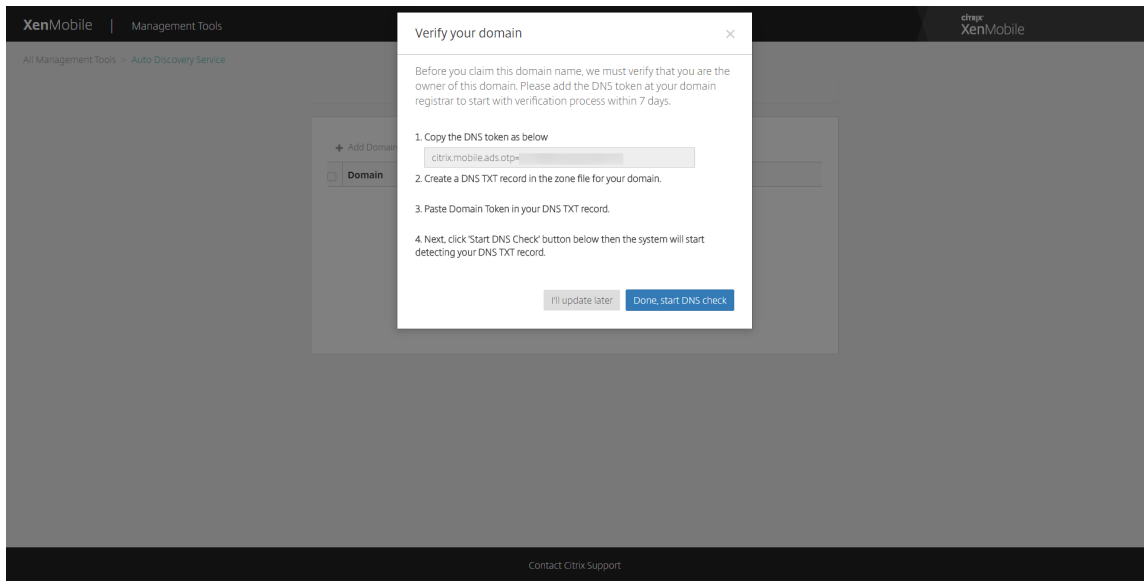 XenMobile | Management Tools
CİTRIX
XenMobile
All Management Tools > Auto Discovery Service
Verify your domain
×
Before you claim this domain name, we must verify that you are the
owner of this domain. Please add the DNS token at your domain
registrar to start with verification process within 7 days.
1. Copy the DNS token as below
citrix.mobile.ads.otp=
2. Create a DNS TXT record in the zone file for your domain.
3. Paste Domain Token in your DNS TXT record.
4. Next, click 'Start DNS Check' button below then the system will start
detecting your DNS TXT record.
I'll update later
Done, start DNS check
+ Add Domain
Domain
Contact Citrix Support